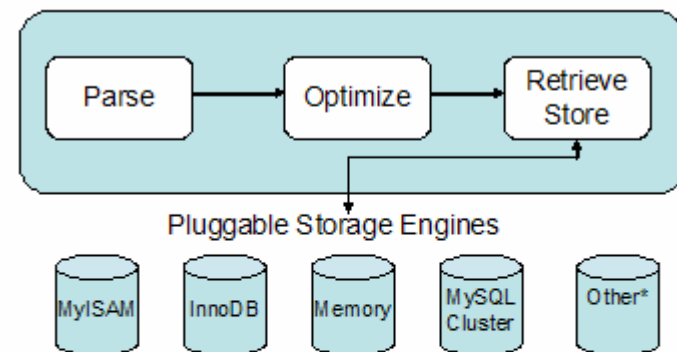 Parse
Optimize
Retrieve
Store
Pluggable Storage Engines
MyISAM
InnoDB
Memory
MySQL
Cluster
Other*